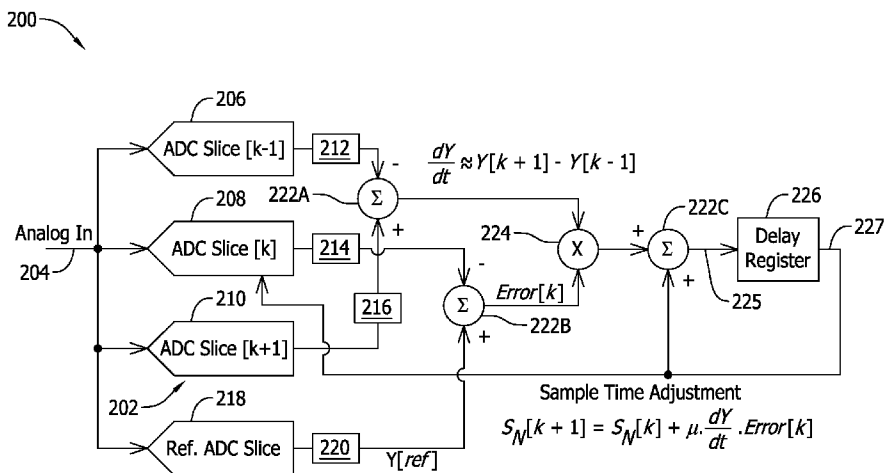 200
206
ADC Slice [k-1]
212
-
dY/dt ≈ Y[k + 1] - Y[k - 1]
222A
Σ
+
208
Analog In
204
ADC Slice [k]
214
-
224
X
+
222C
Σ
+
226
Delay
Register
227
225
210
ADC Slice [k+1]
216
Σ
Error[k]
222B
+
202
218
Ref. ADC Slice
220
Y[ref]
Sample Time Adjustment
S_N[k + 1] = S_N[k] + μ. dY/dt .Error[k]